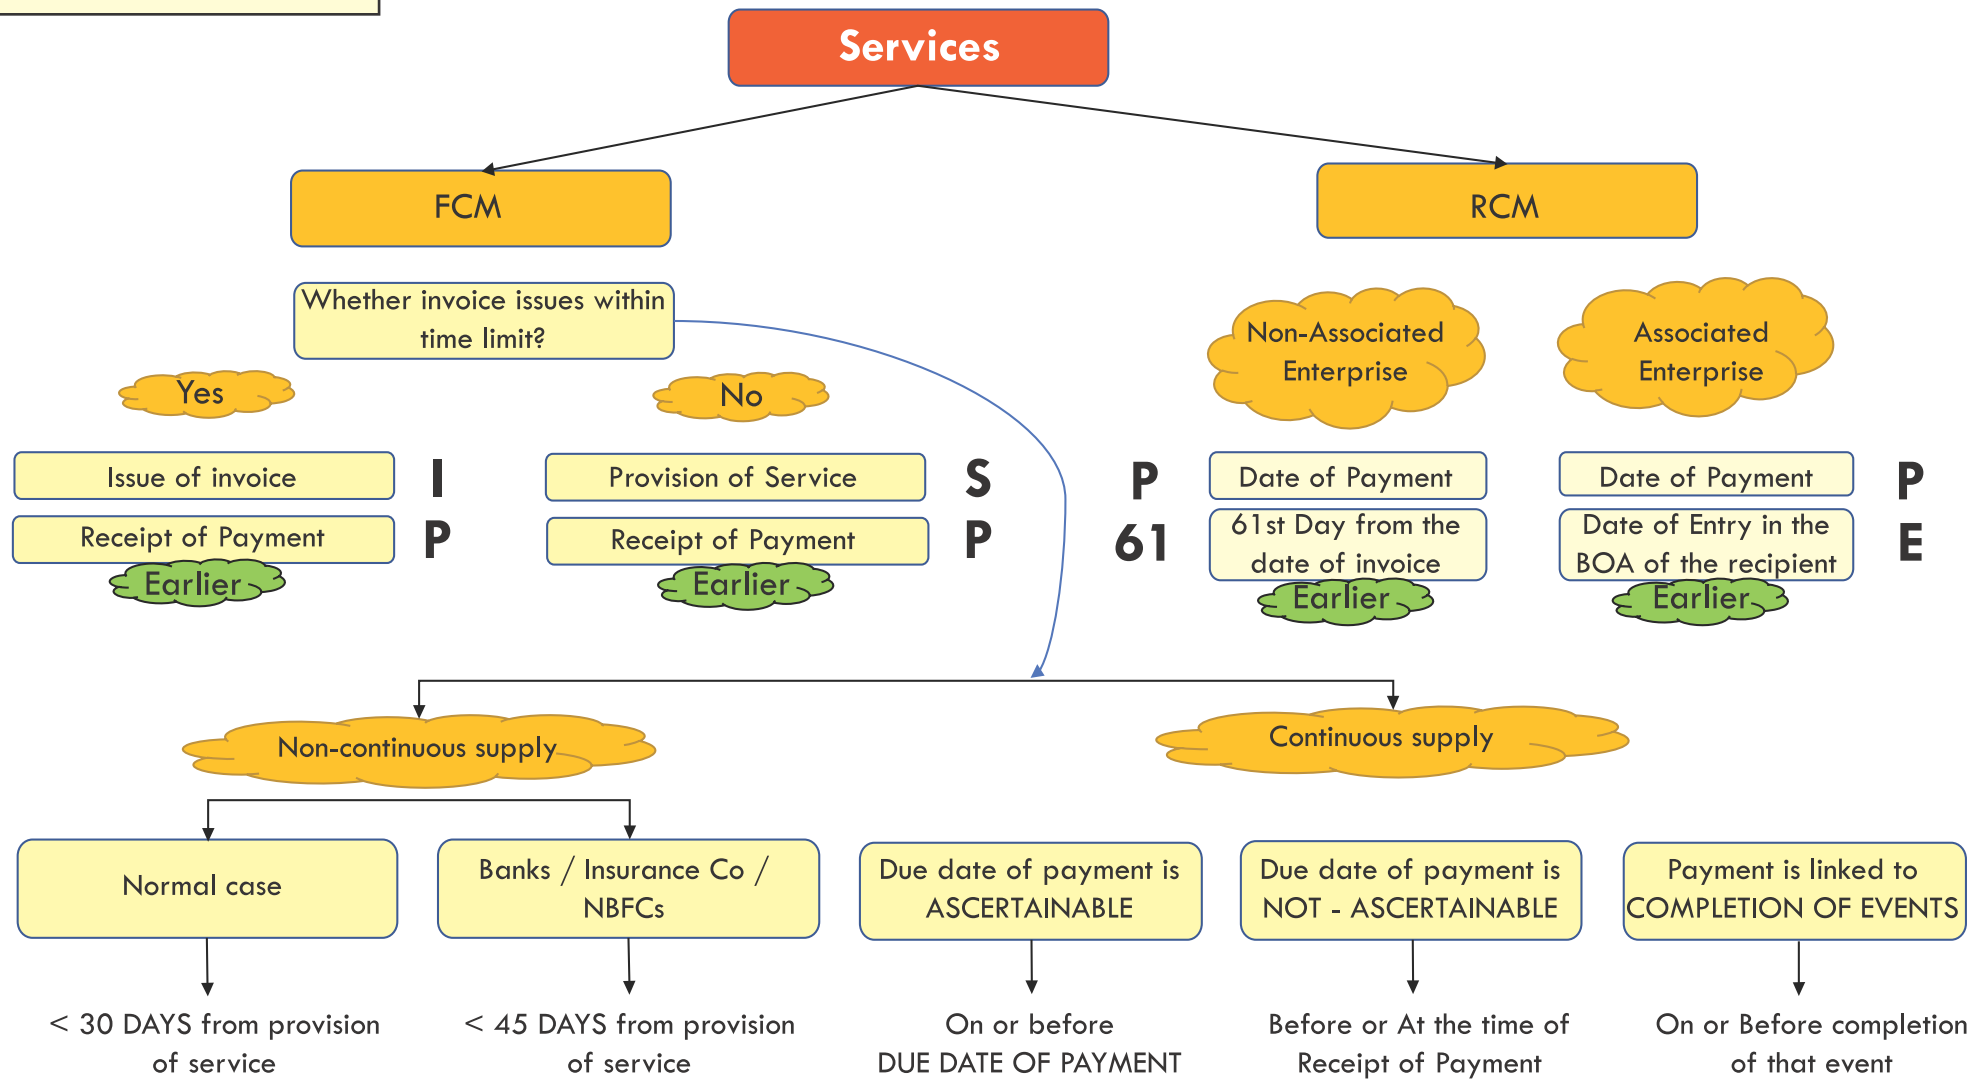 Services
FCM
RCM
Whether invoice issues within
time limit?
Non-Associated
Enterprise
Associated
Enterprise
Yes
No
Issue of invoice
I
Provision of Service
S
P
Date of Payment
Date of Payment
P
Receipt of Payment
P
Receipt of Payment
P
61
61st Day from the
date of invoice
Date of Entry in the
BOA of the recipient
E
Earlier
Earlier
Earlier
Earlier
Non-continuous supply
Continuous supply
Normal case
Banks / Insurance Co /
NBFCs
Due date of payment is
ASCERTAINABLE
Due date of payment is
NOT - ASCERTAINABLE
Payment is linked to
COMPLETION OF EVENTS
< 30 DAYS from provision
of service
< 45 DAYS from provision
of service
On or before
DUE DATE OF PAYMENT
Before or At the time of
Receipt of Payment
On or Before completion
of that event